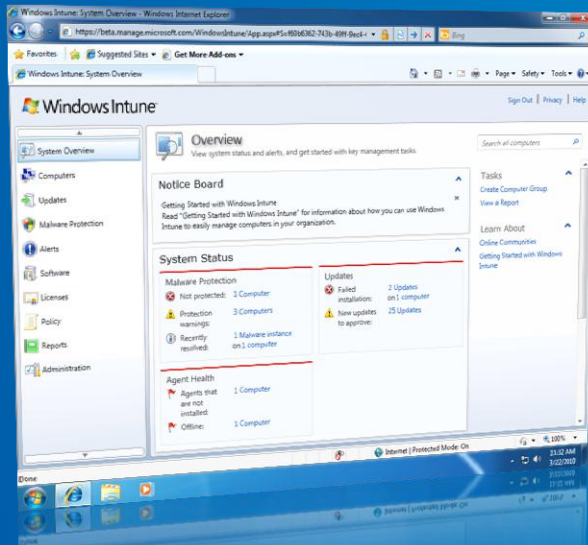 Windows Intune: System Overview - Windows Internet Explorer
Bing
Favorites Suggested Sites Get More Add-ons
Windows Intune: System Overview
Page Safety Tools
Windows Intune
Sign Out | Privacy | Help
System Overview
Computers
Updates
Malware Protection
Alerts
Software
Licenses
Policy
Reports
Administration
Overview
View system status and alerts, and get started with key management tasks.
Notice Board
Getting Started with Windows Intune
Read "Getting Started with Windows Intune" for information about how you can use Windows
Intune to easily manage computers in your organization.
System Status
Malware Protection
Not protected: 1 Computer
Protection
warnings:
3 Computers
Recently
resolved:
1 Malware instance
on 1 computer
Updates
Failed
installation:
2 Updates
on 1 computer
New updates
to approve:
25 Updates
Agent Health
Agents that
are not
installed:
1 Computer
Offline: 1 Computer
Search all computers
Tasks
Create Computer Group
View a Report
Learn About
Online Communities
Getting Started with Windows
Intune
Done
Internet | Protected Mode: On
100%
11:32 AM
3/22/2010